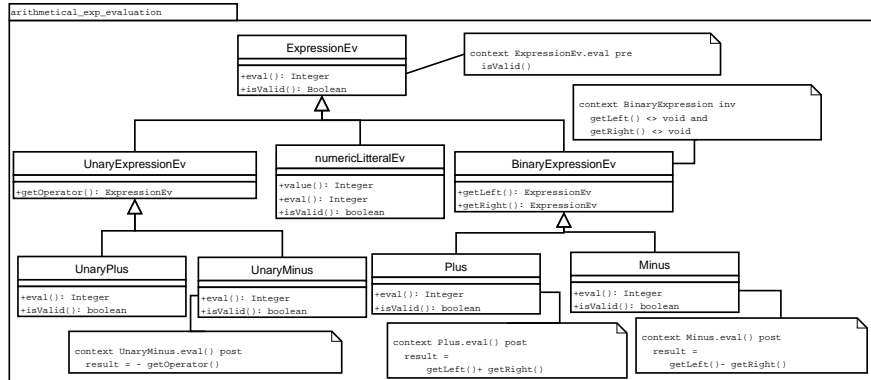 arithmetical_exp_evaluation
ExpressionEv
+eval(): Integer
+isValid(): Boolean
context ExpressionEv.eval pre
isValid()
context BinaryExpression inv
getLeft() <> void and
getRight() <> void
UnaryExpressionEv
+getOperator(): ExpressionEv
numericLitteralEv
+value(): Integer
+eval(): Integer
+isValid(): boolean
BinaryExpressionEv
+getLeft(): ExpressionEv
+getRight(): ExpressionEv
UnaryPlus
+eval(): Integer
+isValid(): boolean
UnaryMinus
+eval(): Integer
+isValid(): boolean
Plus
+eval(): Integer
+isValid(): boolean
Minus
+eval(): Integer
+isValid(): boolean
context UnaryMinus.eval() post
result = - getOperator()
context Plus.eval() post
result =
getLeft()+ getRight()
context Minus.eval() post
result =
getLeft()- getRight()